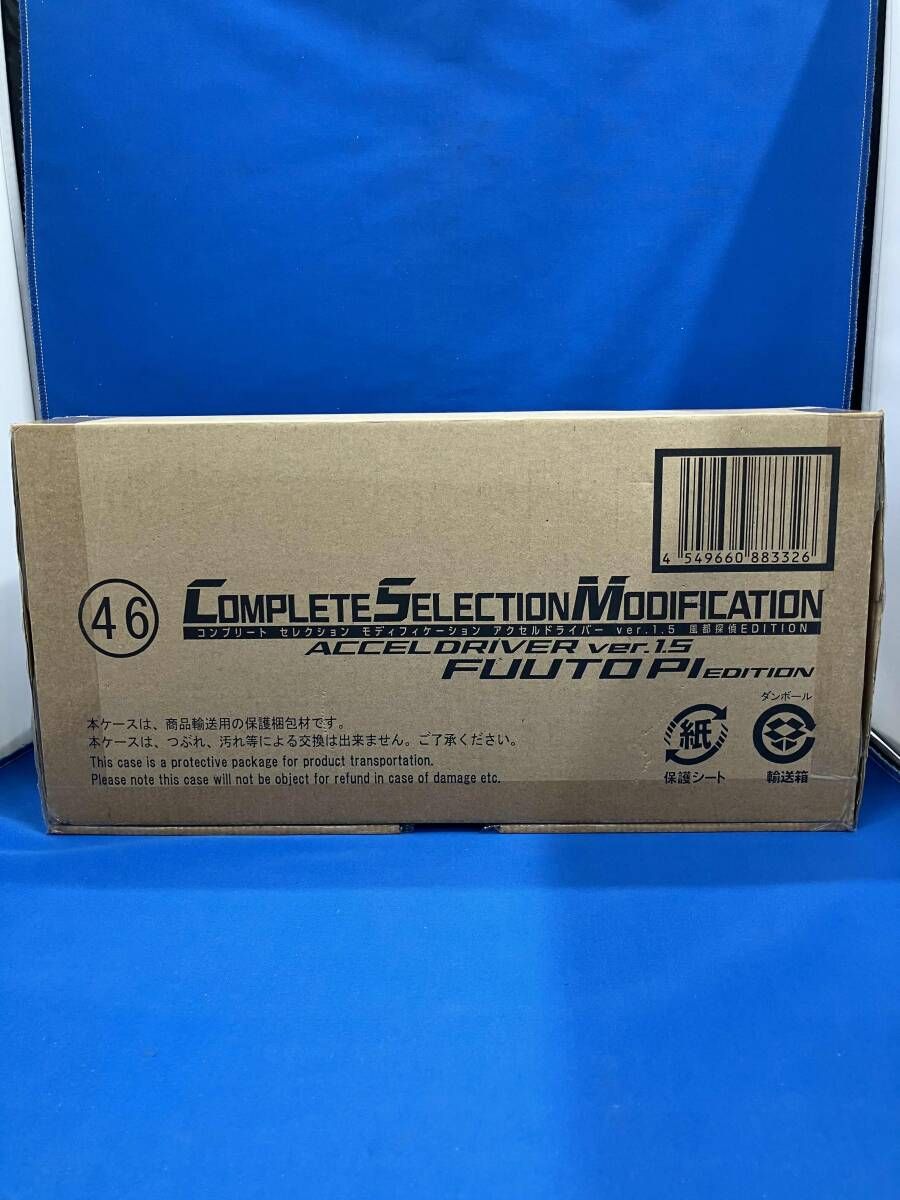 4 549660 883326
46
COMPLETE SELECTION MODIFICATION
コンプリート セレクション モディフィケーション アクセルドライバー ver.1.5 風都探偵EDITION
ACCELDRIVER ver.1.5
FUUTO PI EDITION
ダンボール
本ケースは、商品輸送用の保護梱包材です。
本ケースは、つぶれ、汚れ等による交換は出来ません。ご了承ください。
This case is a protective package for product transportation.
Please note this case will not be object for refund in case of damage etc.
紙
保護シート
輸送箱